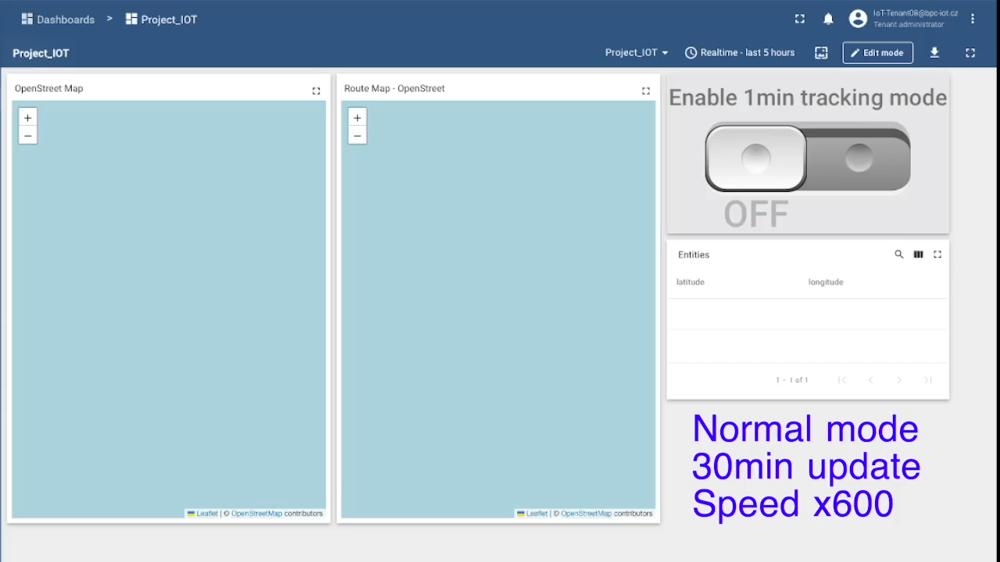 Dashboards > Project_IOT
IoT-Tenant08@bpc-iot.cz
Tenant administrator
Project_IOT
Project_IOT
Realtime - last 5 hours
Edit mode
OpenStreet Map
+
−
Leaflet | © OpenStreetMap contributors
Route Map - OpenStreet
+
−
Leaflet | © OpenStreetMap contributors
Enable 1min tracking mode
OFF
Entities
latitude longitude
1 – 1 of 1
Normal mode
30min update
Speed x600